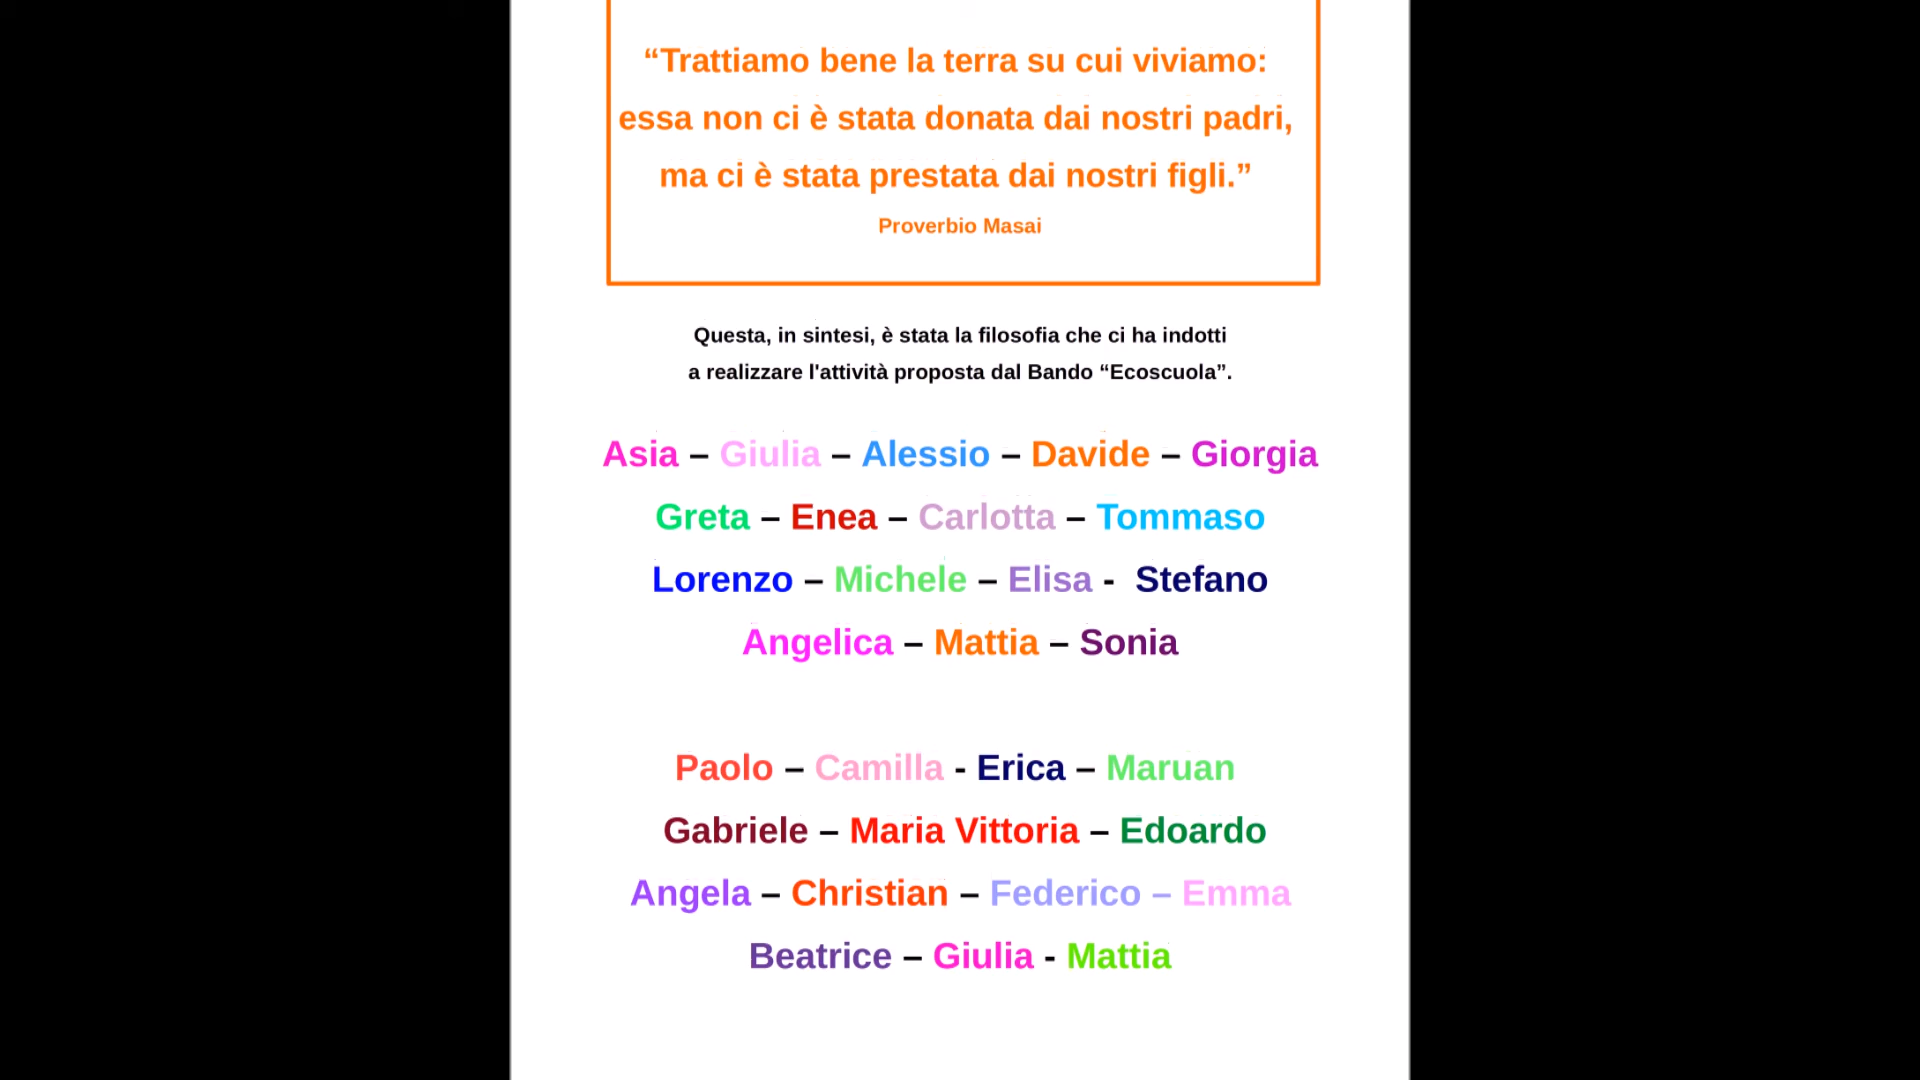 “Trattiamo bene la terra su cui viviamo:
essa non ci è stata donata dai nostri padri,
ma ci è stata prestata dai nostri figli.”
Proverbio Masai
Questa, in sintesi, è stata la filosofia che ci ha indotti
a realizzare l'attività proposta dal Bando “Ecoscuola”.
Asia – Giulia – Alessio – Davide – Giorgia
Greta – Enea – Carlotta – Tommaso
Lorenzo – Michele – Elisa - Stefano
Angelica – Mattia – Sonia
Paolo – Camilla - Erica – Maruan
Gabriele – Maria Vittoria – Edoardo
Angela – Christian – Federico – Emma
Beatrice – Giulia - Mattia